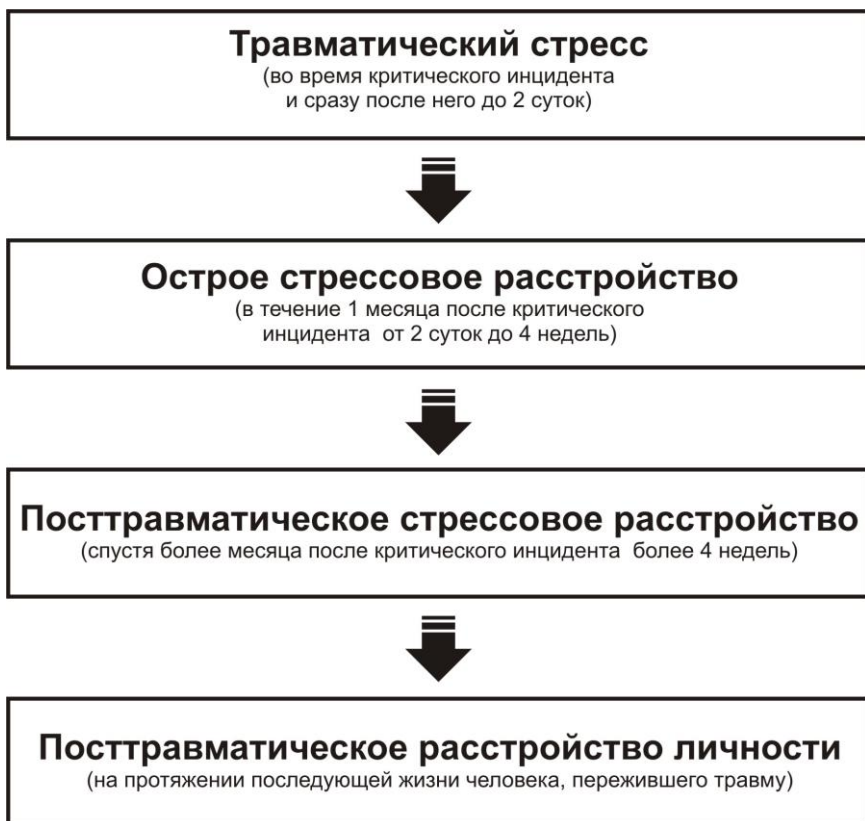 Травматический стресс
(во время критического инцидента
и сразу после него до 2 суток)
Острое стрессовое расстройство
(в течение 1 месяца после критического
инцидента от 2 суток до 4 недель)
Посттравматическое стрессовое расстройство
(спустя более месяца после критического инцидента более 4 недель)
Посттравматическое расстройство личности
(на протяжении последующей жизни человека, пережившего травму)